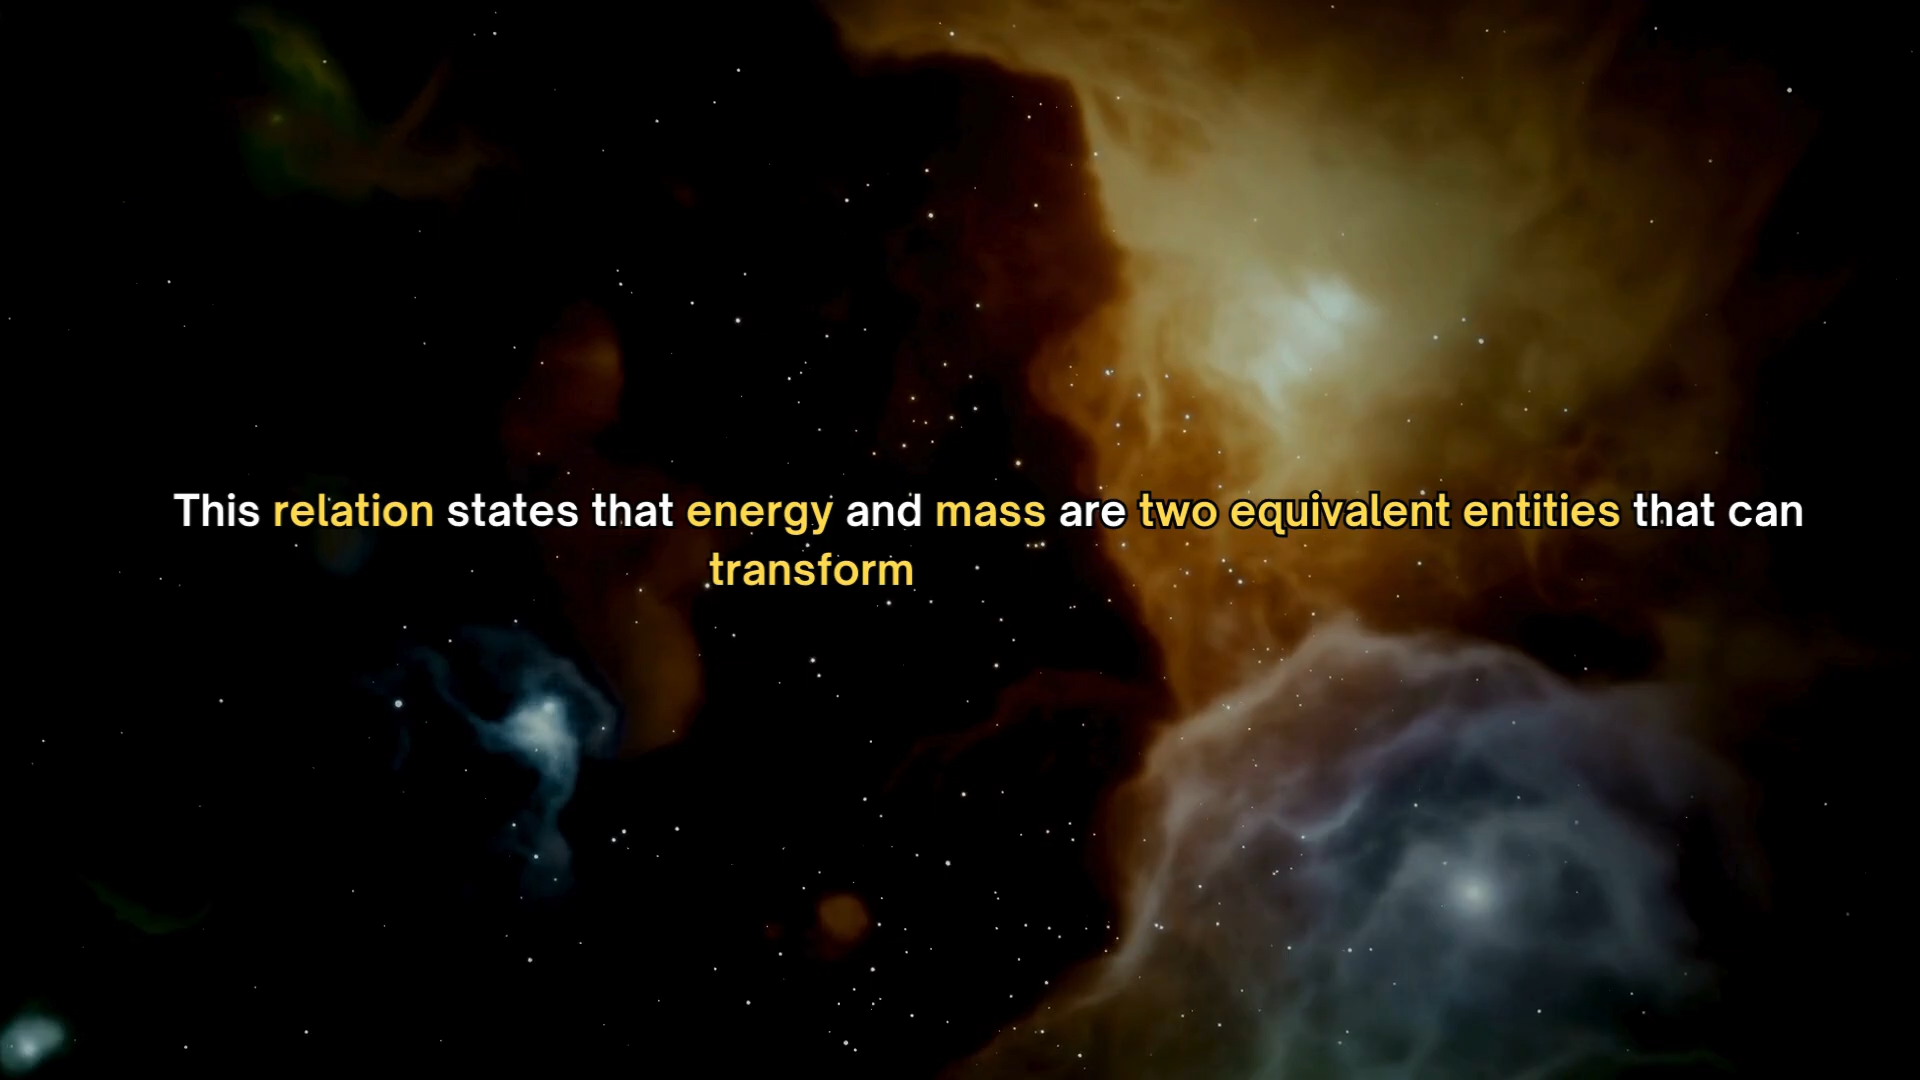 This relation states that energy and mass are two equivalent entities that can
transform